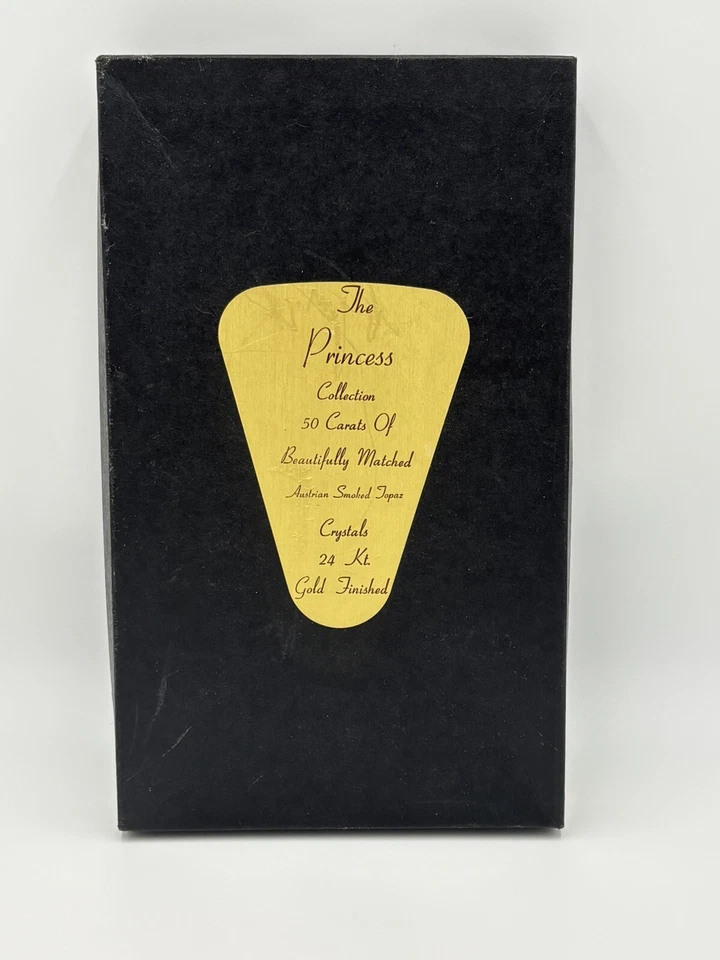 The
Princess
Collection
50 Carats Of
Beautifully Matched
Austrian Smoked Topaz
Crystals
24 Kt.
Gold Finished